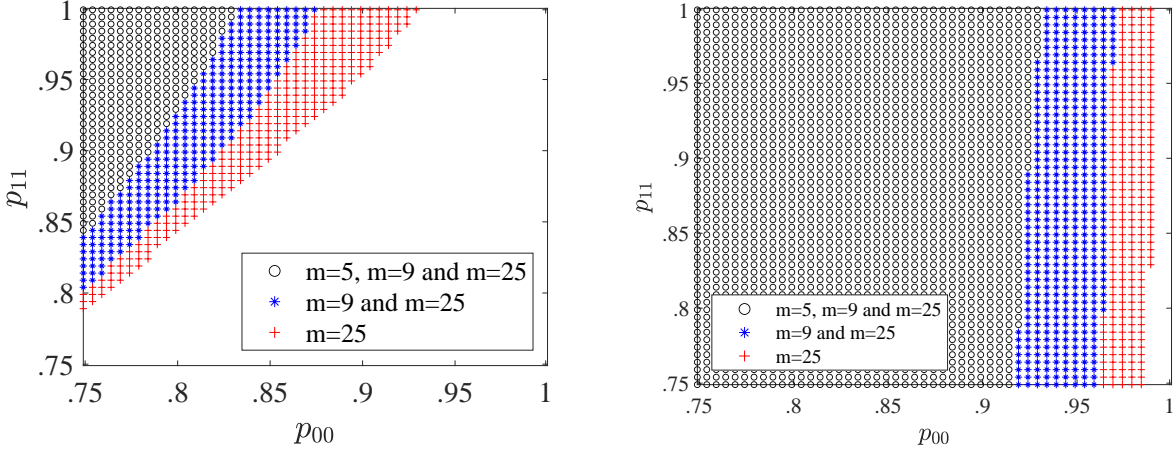 1
.95
.9
.85
.8
.75
p11
m=5, m=9 and m=25
m=9 and m=25
m=25
.75 .8 .85 .9 .95 1
p00
1
.95
.9
.85
.8
.75
p11
m=5, m=9 and m=25
m=9 and m=25
m=25
.75 .8 .85 .9 .95 1
p00